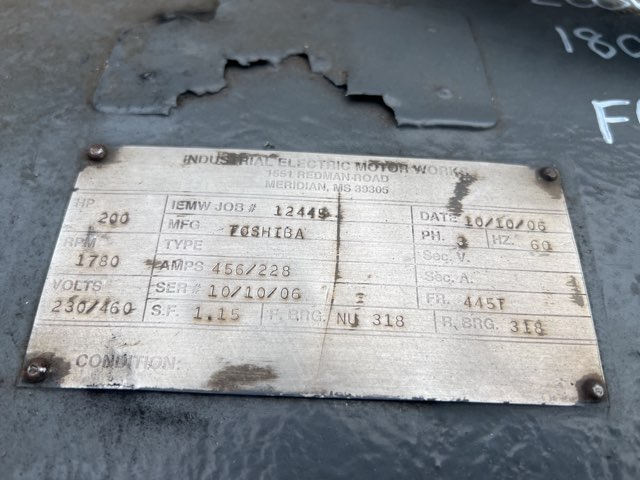 180
INDUSTRIAL ELECTRIC MOTOR WORKS
1551 REDMAN ROAD
MERIDIAN, MS 39305
HP 200 IEMW JOB # 12449 DATE 10/10/06
RPM 1780 MFG TOSHIBA PH. 3 HZ. 60
TYPE Sec. V.
VOLTS 230/460 AMPS 456/228 Sec. A.
SER # 10/10/06 FR. 445T
S.F. 1.15 F. BRG. NU 318 R. BRG. 318
CONDITION: